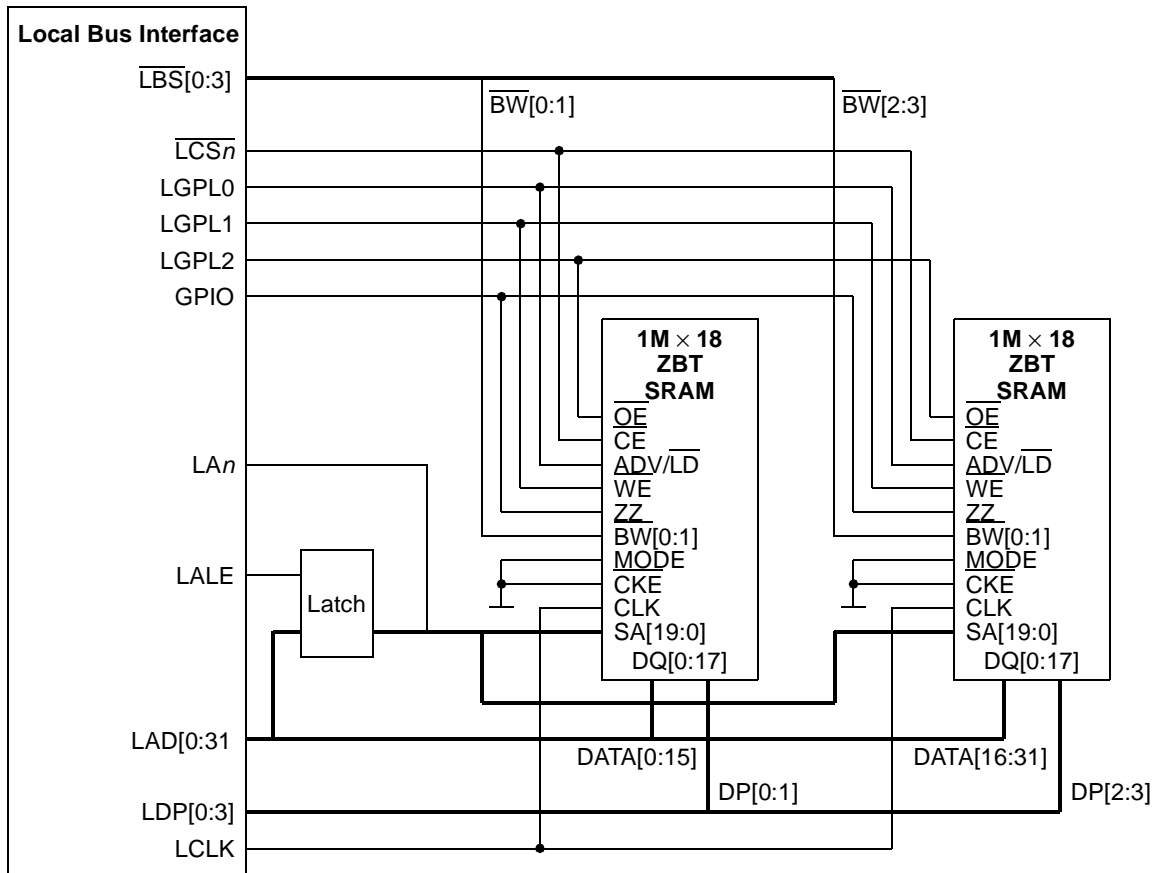 Local Bus Interface
LBS[0:3]
BW[0:1]
BW[2:3]
LCSn
LGPL0
LGPL1
LGPL2
GPIO
LAn
LALE
Latch
LAD[0:31
LDP[0:3]
LCLK
1M × 18
ZBT
SRAM
OE
CE
ADV/LD
WE
ZZ
BW[0:1]
MODE
CKE
CLK
SA[19:0]
DQ[0:17]
1M × 18
ZBT
SRAM
OE
CE
ADV/LD
WE
ZZ
BW[0:1]
MODE
CKE
CLK
SA[19:0]
DQ[0:17]
DATA[0:15]
DATA[16:31]
DP[0:1]
DP[2:3]